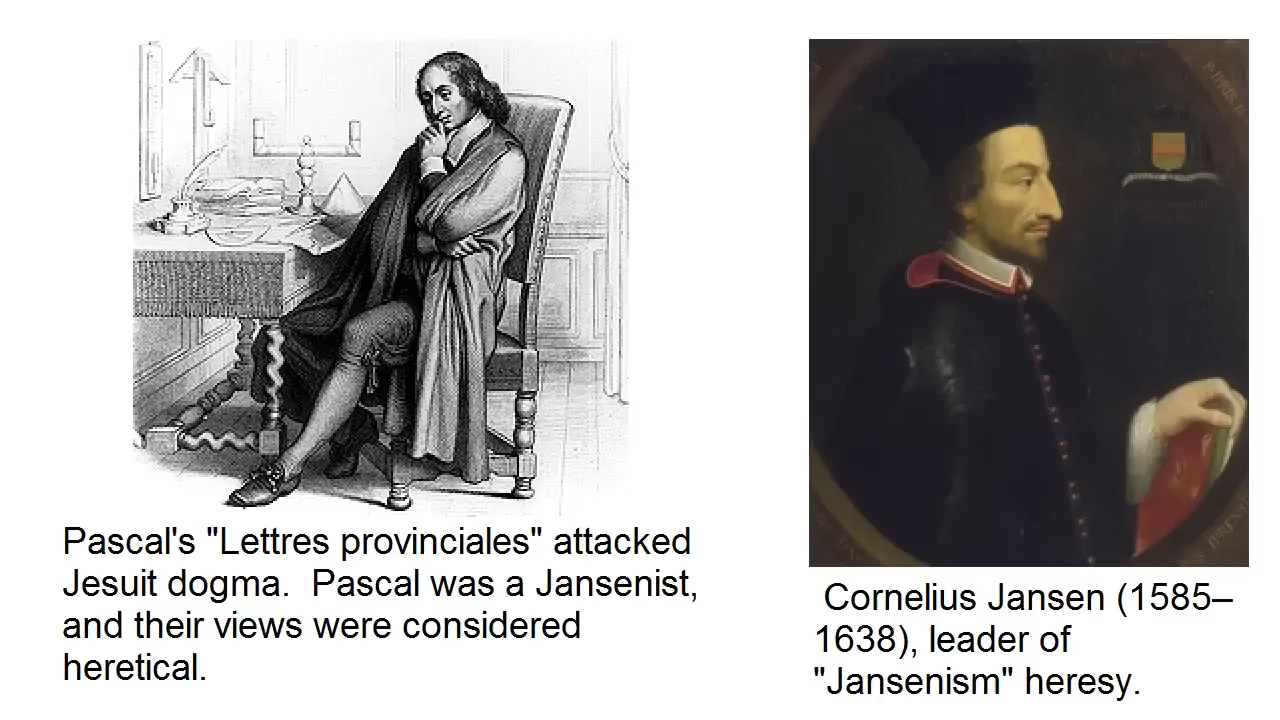 Pascal's "Lettres provinciales" attacked
Jesuit dogma.  Pascal was a Jansenist,
and their views were considered
heretical.
Cornelius Jansen (1585–
1638), leader of
"Jansenism" heresy.